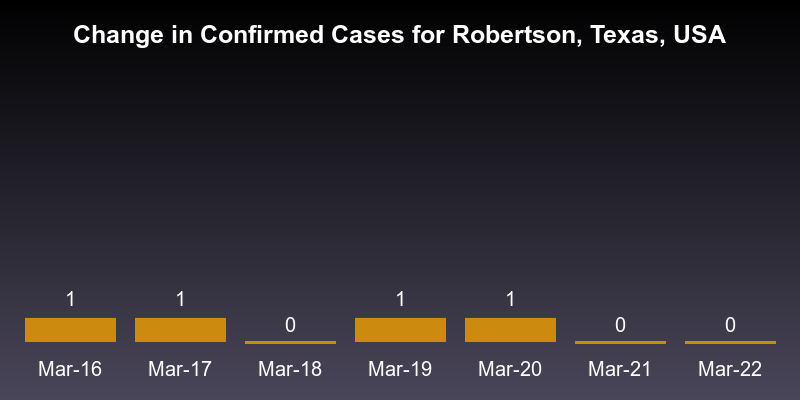 Change in Confirmed Cases for Robertson, Texas, USA
1 1 0 1 1 0 0
Mar-16 Mar-17 Mar-18 Mar-19 Mar-20 Mar-21 Mar-22